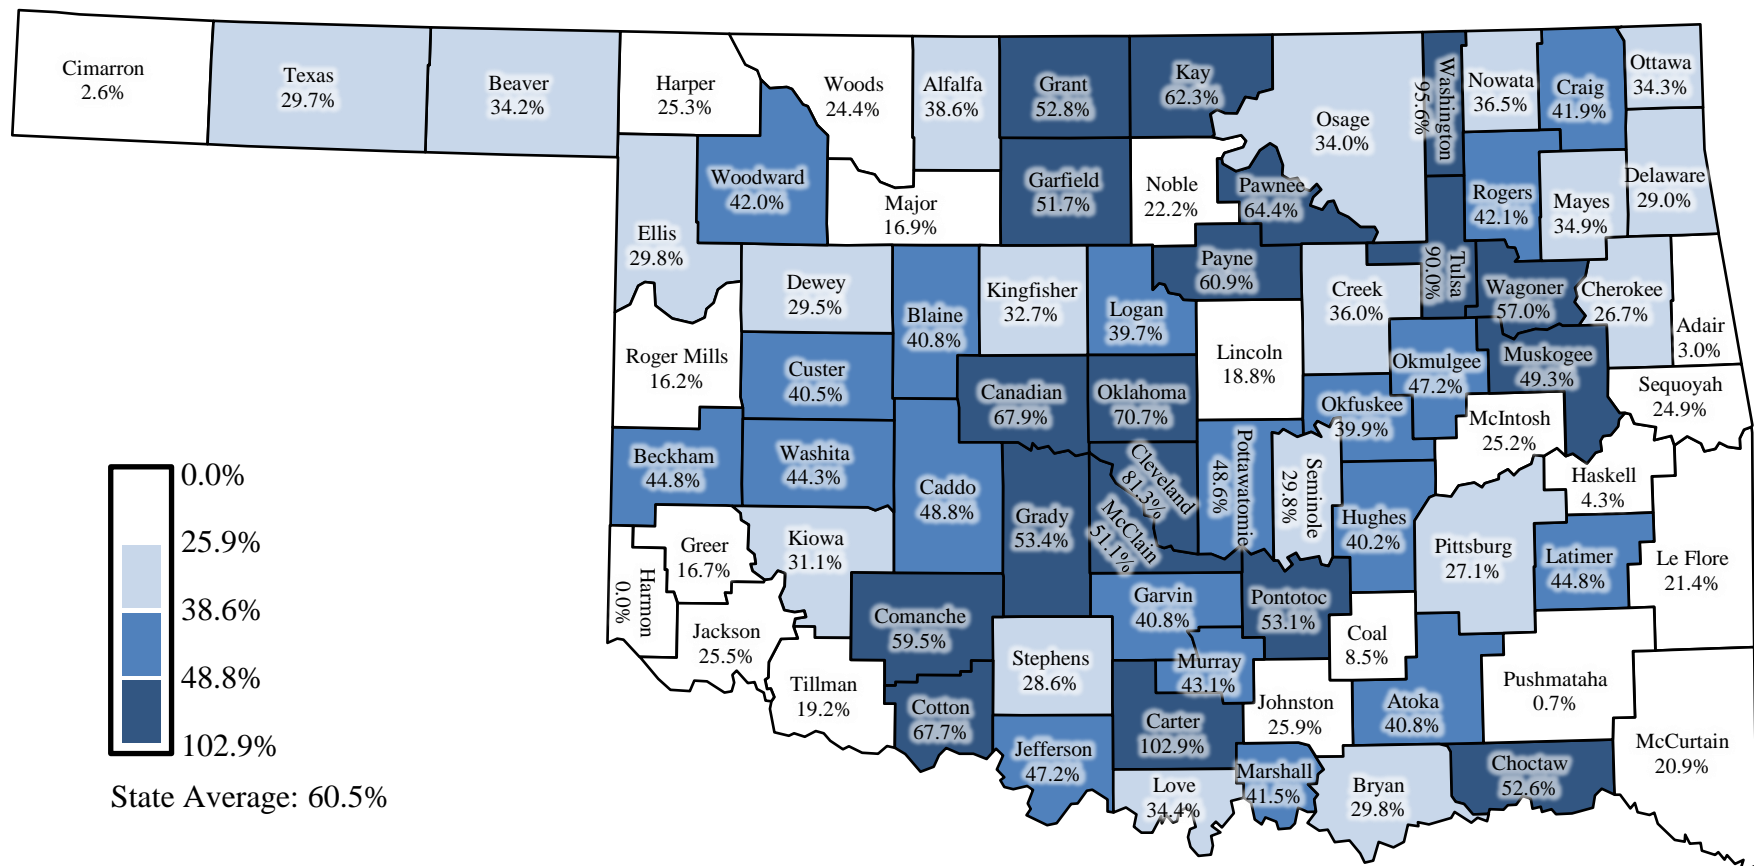 Cimarron
2.6%
Texas
29.7%
Beaver
34.2%
Harper
25.3%
Woods
24.4%
Alfalfa
38.6%
Grant
52.8%
Kay
62.3%
Osage
34.0%
Washington
95.6%
Nowata
36.5%
Craig
41.9%
Ottawa
34.3%
Woodward
42.0%
Major
16.9%
Garfield
51.7%
Noble
22.2%
Pawnee
64.4%
Rogers
42.1%
Mayes
34.9%
Delaware
29.0%
Ellis
29.8%
Dewey
29.5%
Blaine
40.8%
Kingfisher
32.7%
Logan
39.7%
Payne
60.9%
Creek
36.0%
Tulsa
90.0%
Wagoner
57.0%
Cherokee
26.7%
Adair
3.0%
Roger Mills
16.2%
Custer
40.5%
Canadian
67.9%
Oklahoma
70.7%
Lincoln
18.8%
Okfuskee
39.9%
Okmulgee
47.2%
Muskogee
49.3%
Sequoyah
24.9%
McIntosh
25.2%
Beckham
44.8%
Washita
44.3%
Caddo
48.8%
Grady
53.4%
Cleveland
81.3%
McClain
51.1%
Pottawatomie
48.6%
Seminole
29.8%
Hughes
40.2%
Pittsburg
27.1%
Haskell
4.3%
Latimer
44.8%
Le Flore
21.4%
Greer
16.7%
Kiowa
31.1%
Harmon
0.0%
Jackson
25.5%
Tillman
19.2%
Comanche
59.5%
Cotton
67.7%
Stephens
28.6%
Garvin
40.8%
Murray
43.1%
Pontotoc
53.1%
Coal
8.5%
Johnston
25.9%
Atoka
40.8%
Pushmataha
0.7%
McCurtain
20.9%
Jefferson
47.2%
Carter
102.9%
Love
34.4%
Marshall
41.5%
Bryan
29.8%
Choctaw
52.6%
0.0%
25.9%
38.6%
48.8%
102.9%
State Average: 60.5%